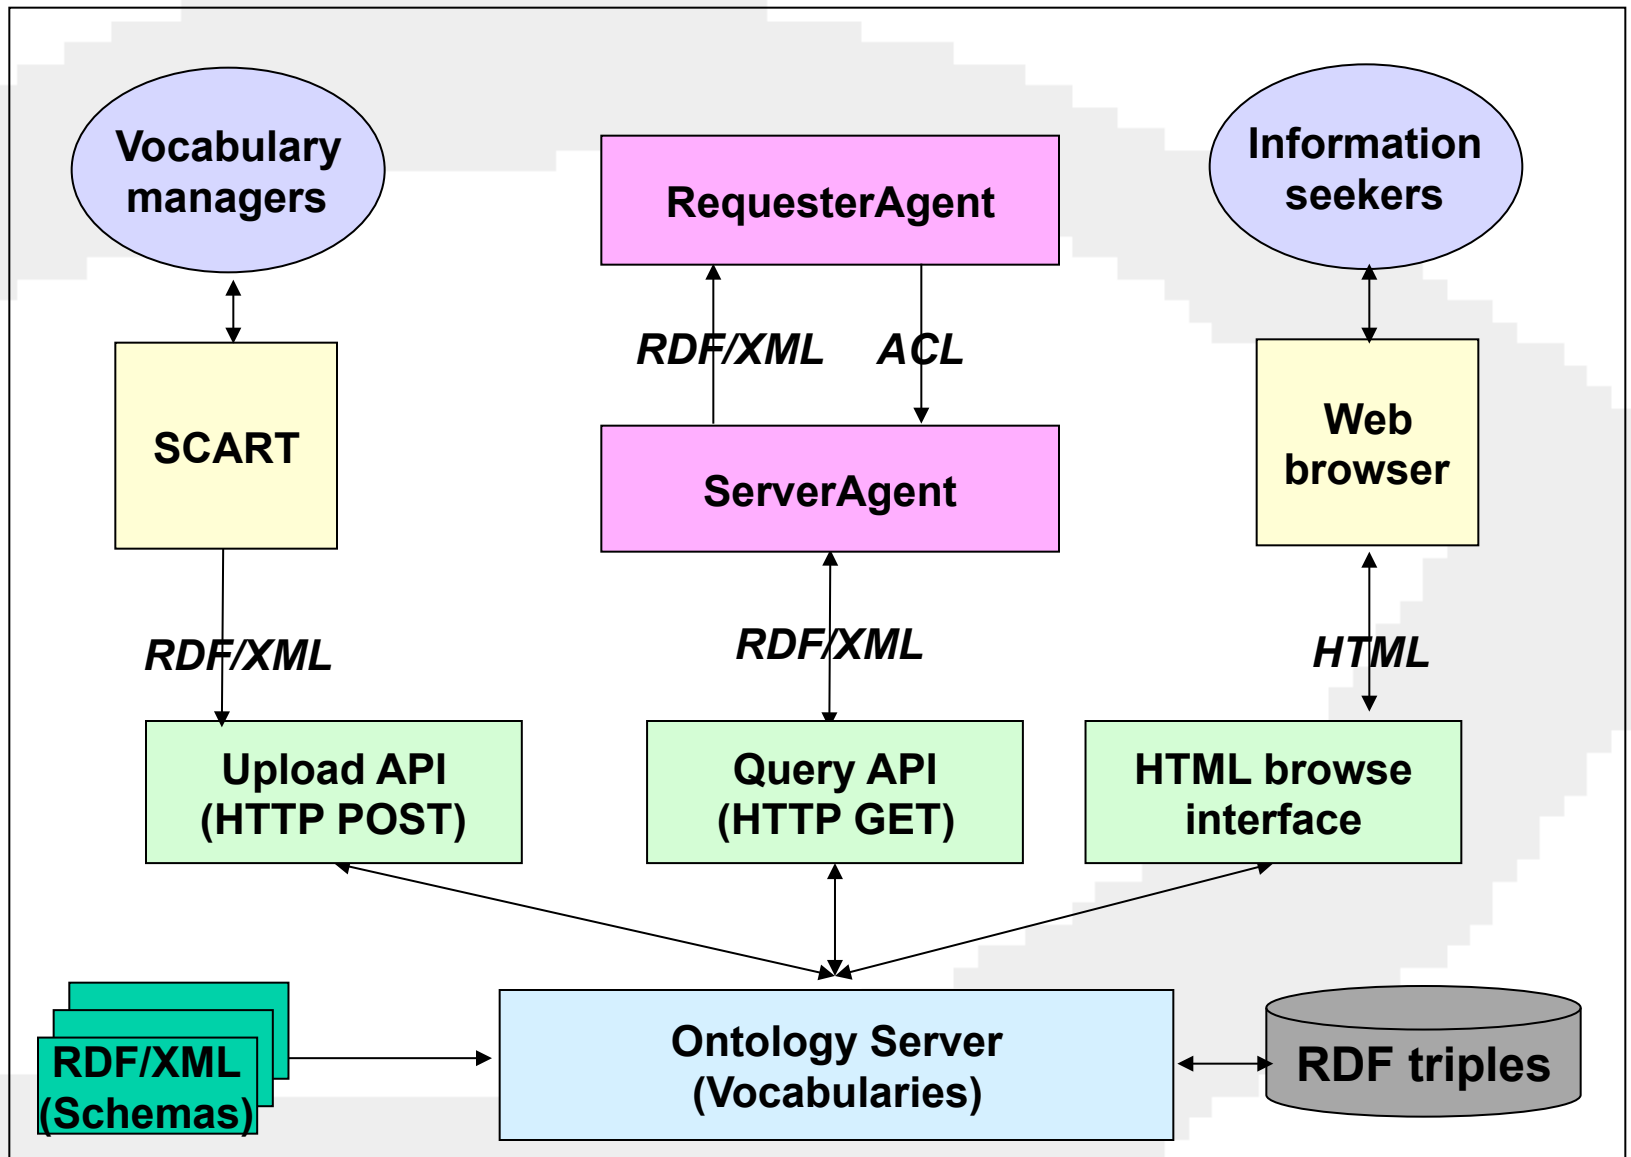 Vocabulary
managers
RequesterAgent
Information
seekers
RDF/XML
ACL
SCART
Web
browser
ServerAgent
RDF/XML
RDF/XML
HTML
Upload API
(HTTP POST)
Query API
(HTTP GET)
HTML browse
interface
RDF/XML
(Schemas)
Ontology Server
(Vocabularies)
RDF triples